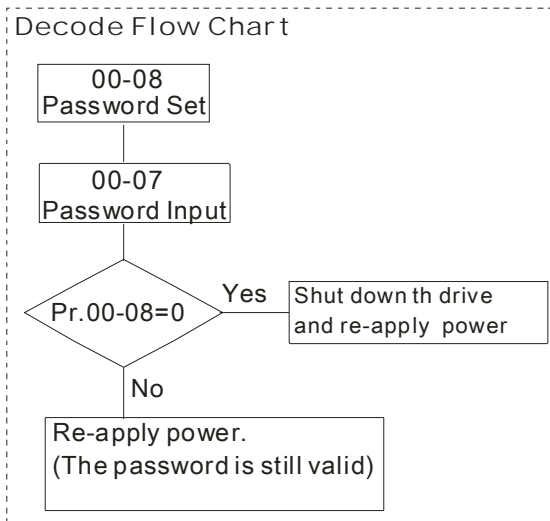 Decode Flow Chart
00-08
Password Set
00-07
Password Input
Pr.00-08=0
Yes
Shut down th drive
and re-apply power
No
Re-apply power.
(The password is still valid)